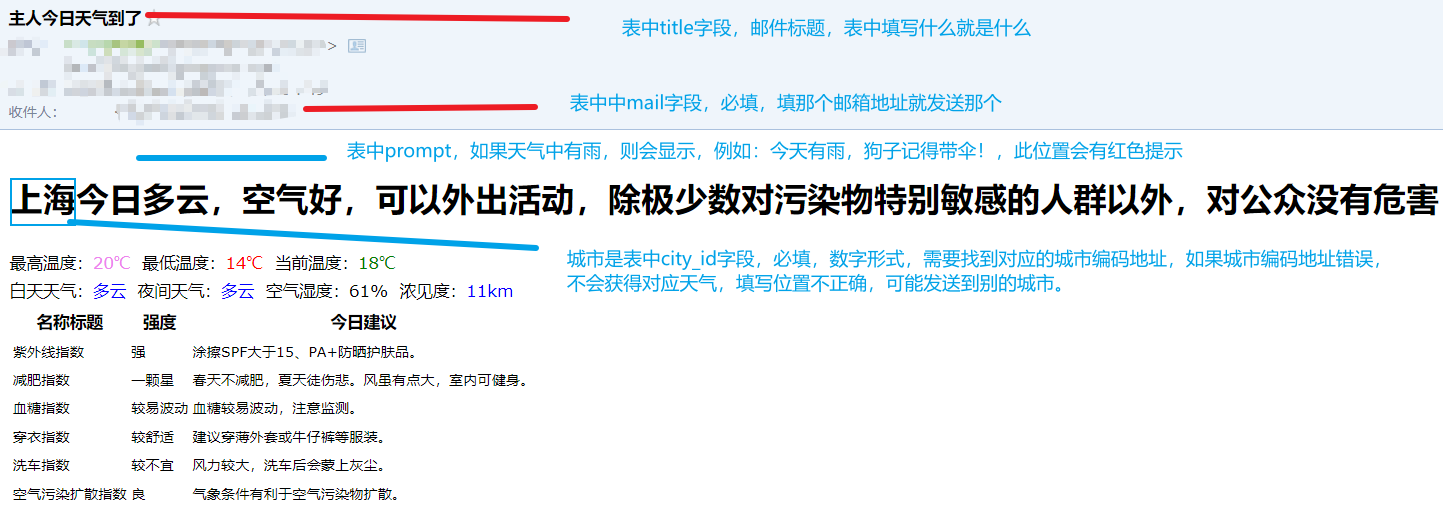 主人今日天气到了☆
表中title字段，邮件标题，表中填写什么就是什么
>
收件人：
表中中mail字段，必填，填那个邮箱地址就发送那个
表中prompt，如果天气中有雨，则会显示，例如：今天有雨，狗子记得带伞！，此位置会有红色提示
上海今日多云，空气好，可以外出活动，除极少数对污染物特别敏感的人群以外，对公众没有危害
城市是表中city_id字段，必填，数字形式，需要找到对应的城市编码地址，如果城市编码地址错误，
不会获得对应天气，填写位置不正确，可能发送到别的城市。
最高温度：20℃ 最低温度：14℃ 当前温度：18℃
白天天气：多云 夜间天气：多云 空气湿度：61% 浓见度：11km
名称标题 强度 今日建议
紫外线指数 强 涂擦SPF大于15、PA+防晒护肤品。
减肥指数 一颗星 春天不减肥，夏天徒伤悲。风虽有点大，室内可健身。
血糖指数 较易波动 血糖较易波动，注意监测。
穿衣指数 较舒适 建议穿薄外套或牛仔裤等服装。
洗车指数 较不宜 风力较大，洗车后会蒙上灰尘。
空气污染扩散指数 良 气象条件有利于空气污染物扩散。